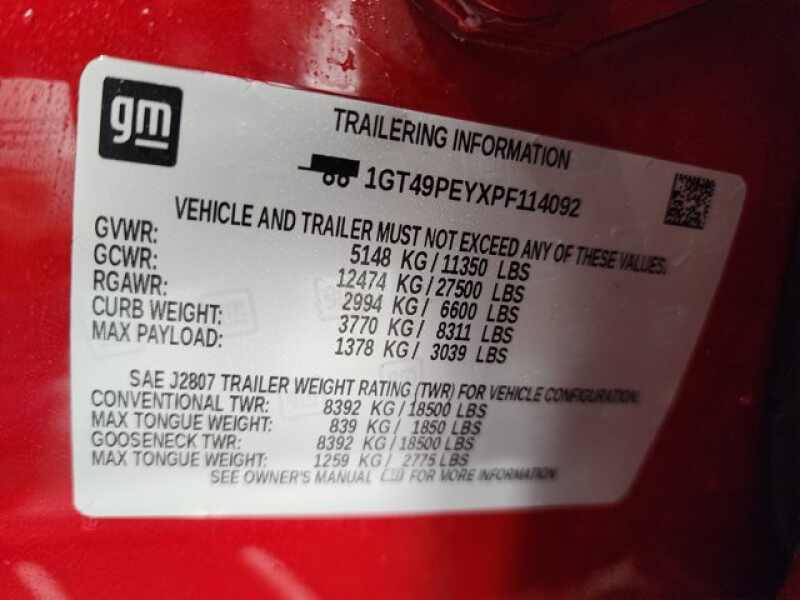 gm
TRAILERING INFORMATION
1GT49PEYXPF114092
VEHICLE AND TRAILER MUST NOT EXCEED ANY OF THESE VALUES.
GVWR: 5148 KG / 11350 LBS
GCWR: 12474 KG / 27500 LBS
RGAWR: 2994 KG / 6600 LBS
CURB WEIGHT: 3770 KG / 8311 LBS
MAX PAYLOAD: 1378 KG / 3039 LBS
SAE J2807 TRAILER WEIGHT RATING (TWR) FOR VEHICLE CONFIGURATION.
CONVENTIONAL TWR: 8392 KG / 18500 LBS
MAX TONGUE WEIGHT: 839 KG / 1850 LBS
GOOSENECK TWR: 8392 KG / 18500 LBS
MAX TONGUE WEIGHT: 1259 KG / 2775 LBS
SEE OWNER'S MANUAL FOR MORE INFORMATION